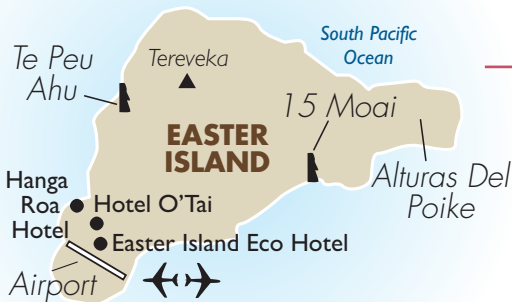 South Pacific
Ocean
Te Peu
Ahu
Tereveka
15 Moai
EASTER
ISLAND
Alturas Del
Poike
Hanga
Roa
Hotel
Hotel O'Tai
Easter Island Eco Hotel
Airport